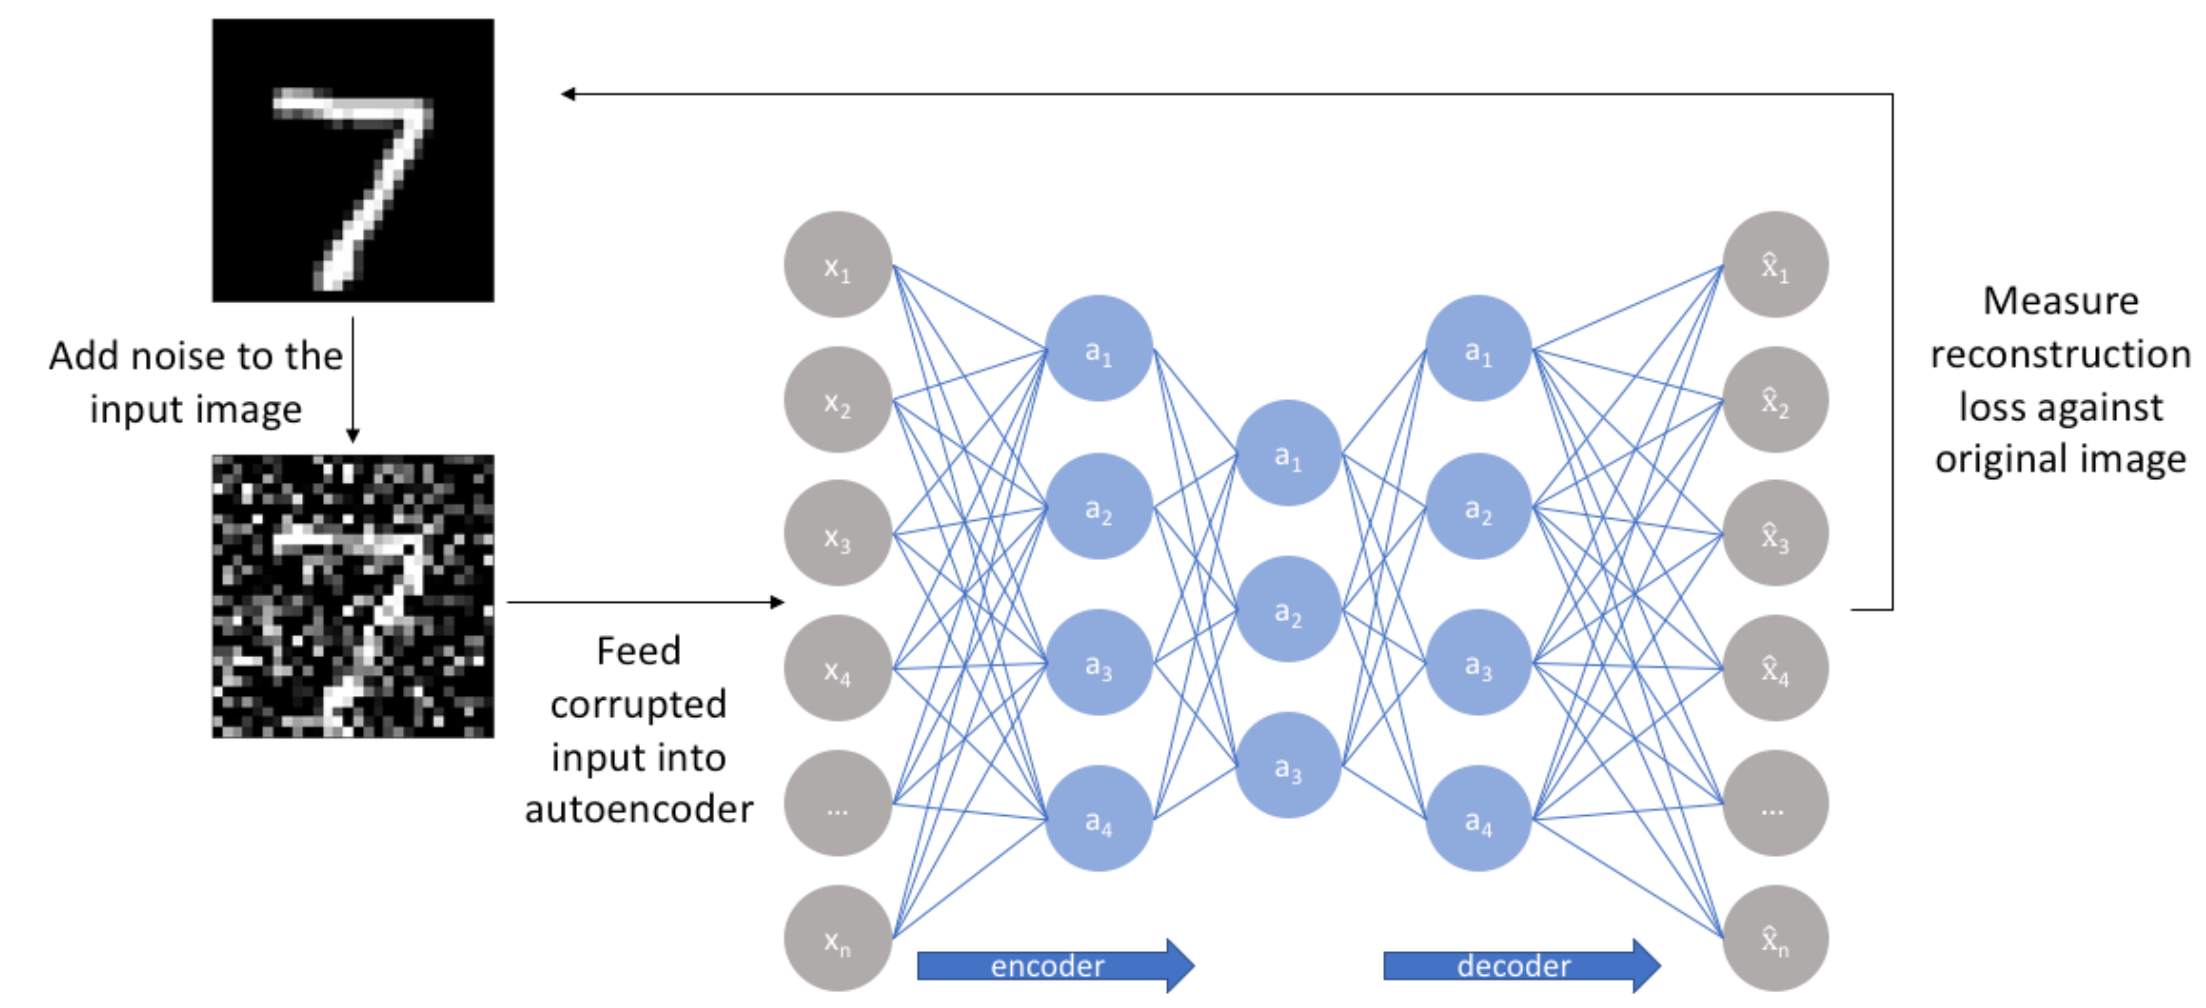 Add noise to the
input image
Feed
corrupted
input into
autoencoder
x₁
x₂
x₃
x₄
...
xₙ
a₁
a₂
a₃
a₄
a₁
a₂
a₃
a₁
a₂
a₃
a₄
x̂₁
x̂₂
x̂₃
x̂₄
...
x̂ₙ
encoder
decoder
Measure
reconstruction
loss against
original image